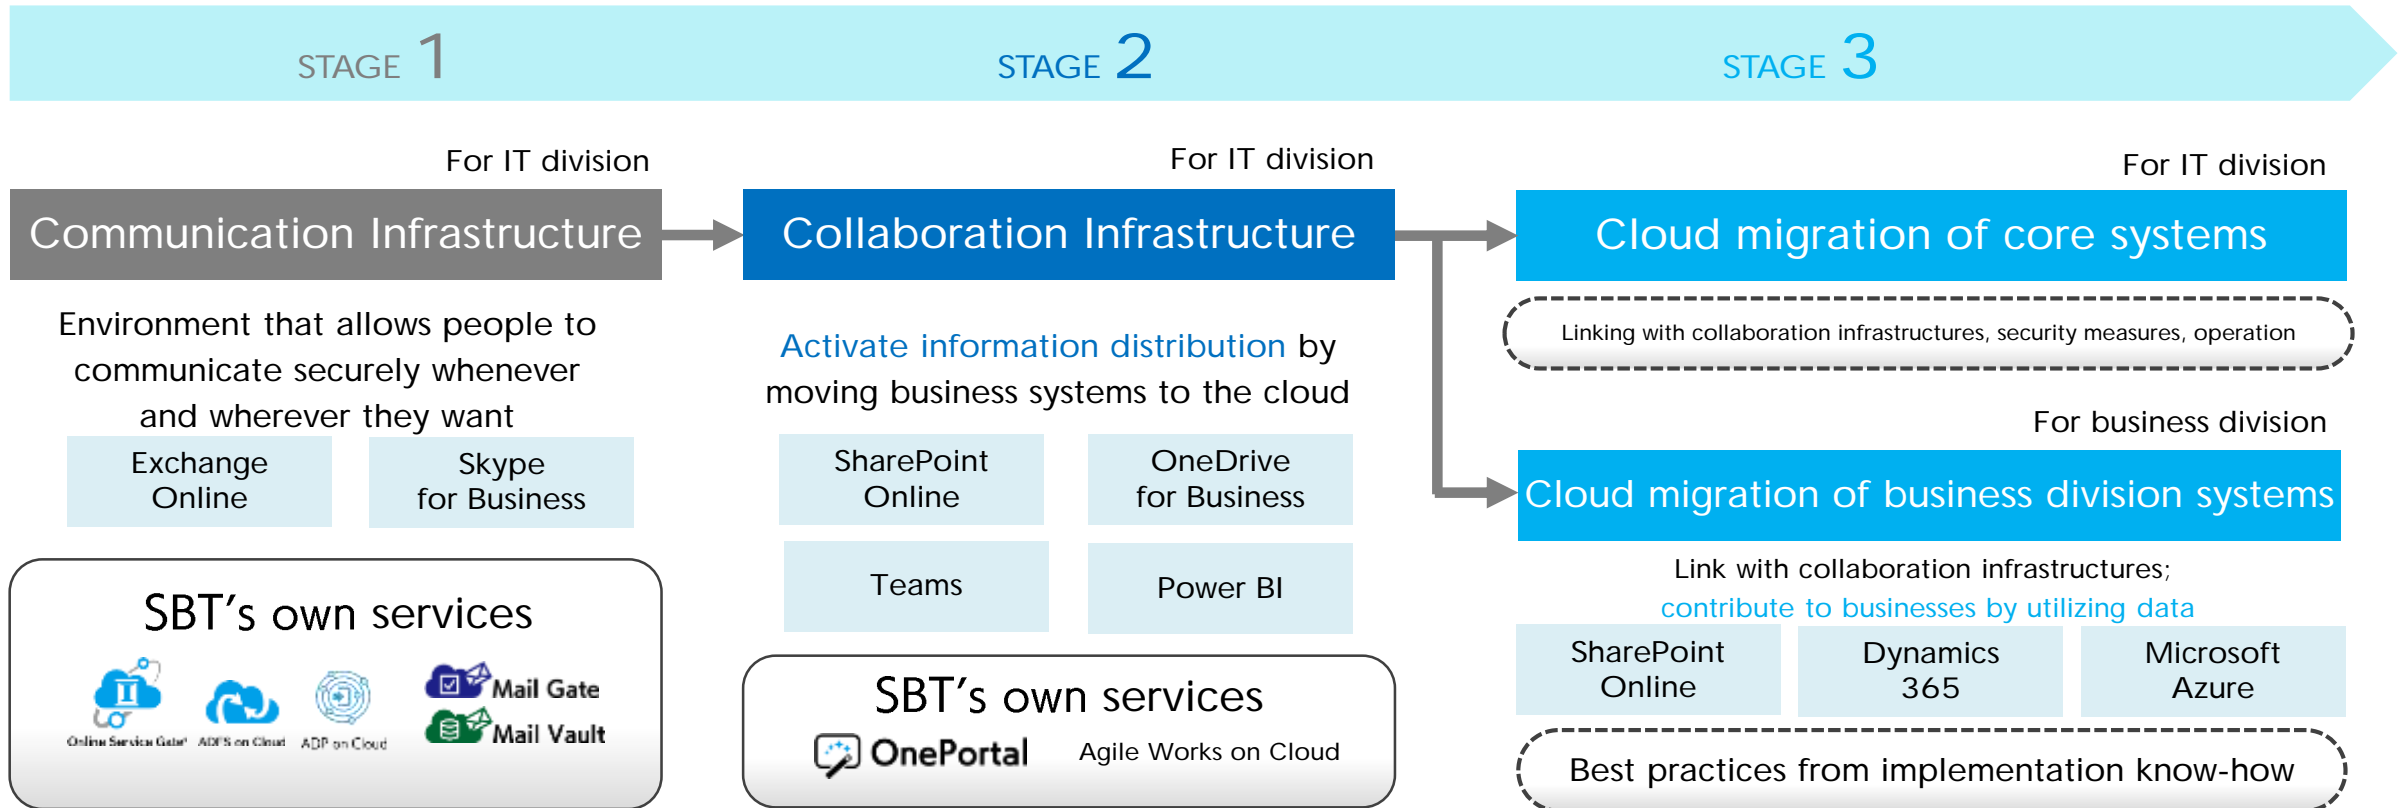 STAGE 1
STAGE 2
STAGE 3
For IT division
Communication Infrastructure
Environment that allows people to
communicate securely whenever
and wherever they want
Exchange
Online
Skype
for Business
SBT's own services
Online Service Gate
ADFS on Cloud
ADP on Cloud
Mail Gate
Mail Vault
For IT division
Collaboration Infrastructure
Activate information distribution by
moving business systems to the cloud
SharePoint
Online
OneDrive
for Business
Teams
Power BI
SBT's own services
OnePortal
Agile Works on Cloud
For IT division
Cloud migration of core systems
Linking with collaboration infrastructures, security measures, operation
For business division
Cloud migration of business division systems
Link with collaboration infrastructures;
contribute to businesses by utilizing data
SharePoint
Online
Dynamics
365
Microsoft
Azure
Best practices from implementation know-how